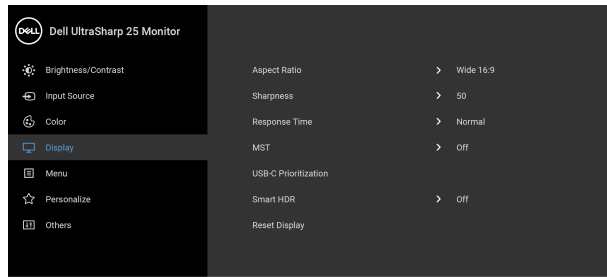 DELL Dell UltraSharp 25 Monitor
Brightness/Contrast
Input Source
Color
Display
Menu
Personalize
Others
Aspect Ratio Wide 16:9
Sharpness 50
Response Time Normal
MST Off
USB-C Prioritization
Smart HDR Off
Reset Display